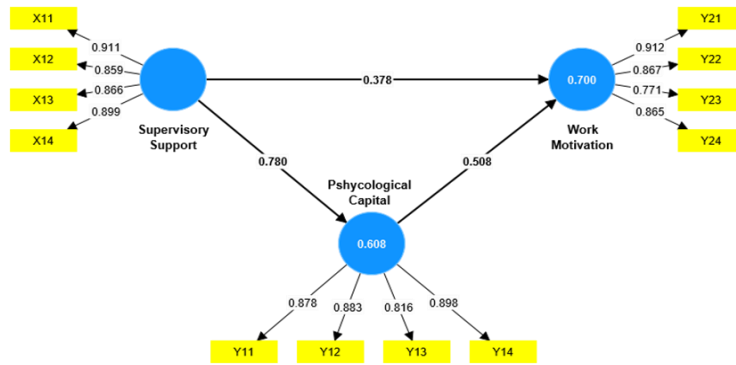 X11
X12
X13
X14
0.911
0.859
0.866
0.899
Supervisory
Support
0.378
0.780
0.508
Pshycological
Capital
0.608
0.700
Work
Motivation
0.912
0.867
0.771
0.865
Y21
Y22
Y23
Y24
0.878
0.883
0.816
0.898
Y11
Y12
Y13
Y14